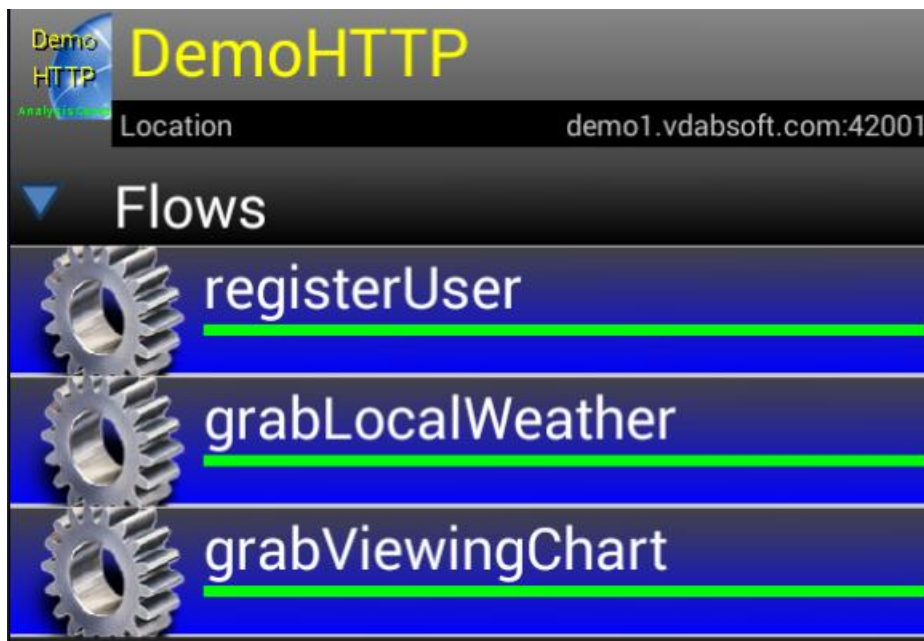 Demo
HTTP
DemoHTTP
Location demo1.vdabsoft.com:42001
Flows
registerUser
grabLocalWeather
grabViewingChart